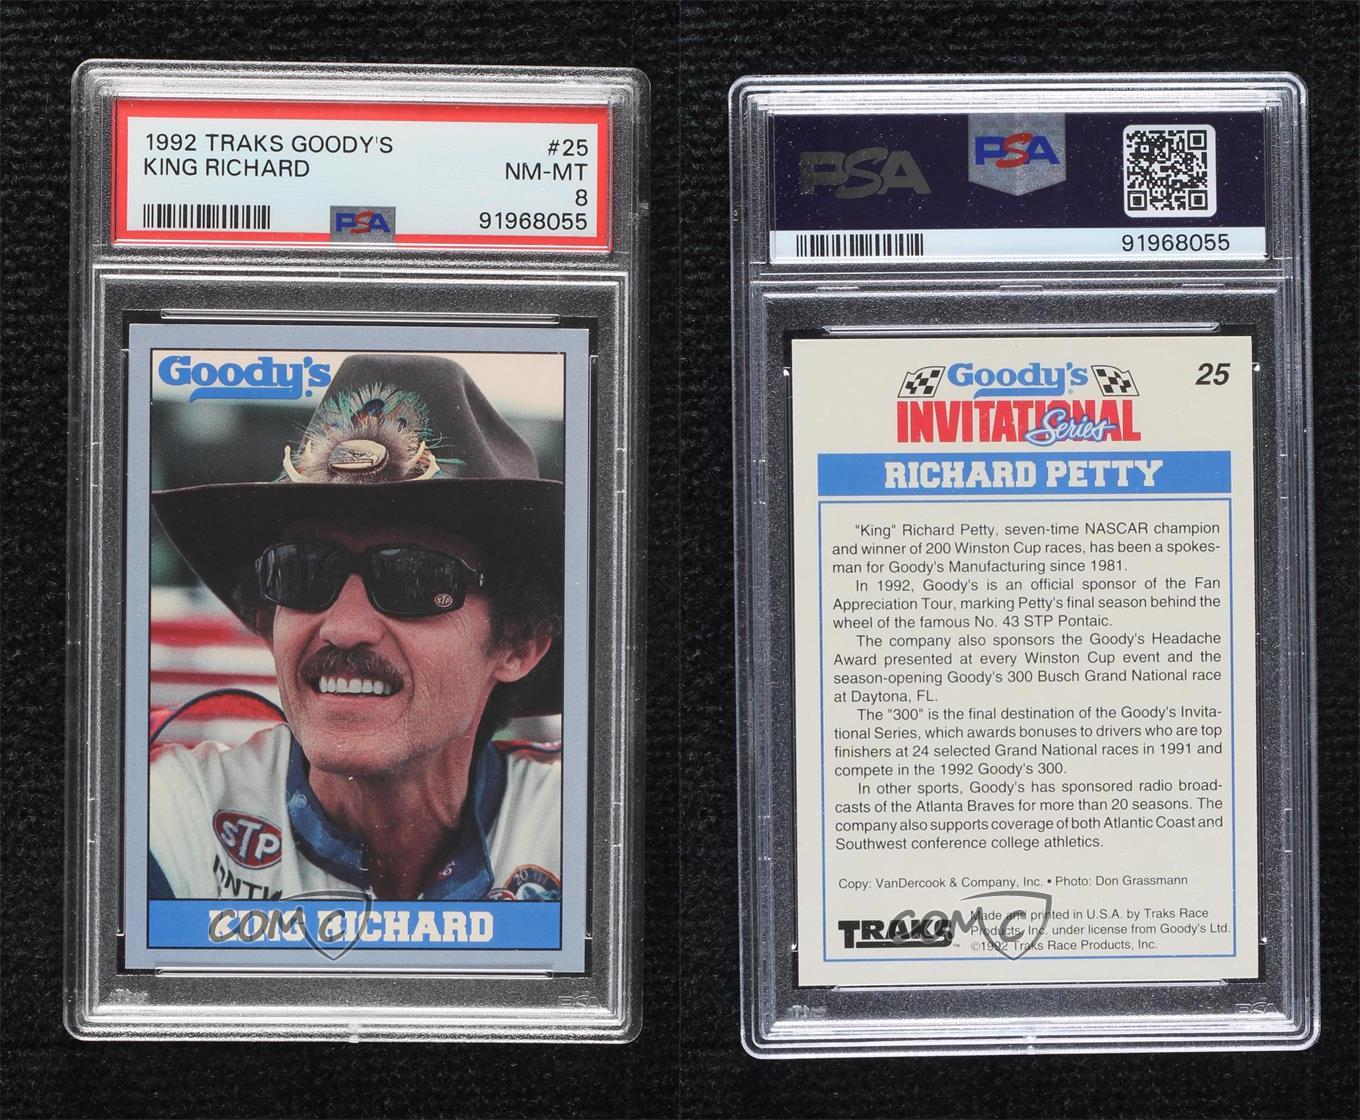 1992 TRAKS GOODY'S #25
KING RICHARD NM-MT
8
PSA 91968055
Goody's
STP
STP
KING RICHARD
COMC
PSA
PSA PSA
91968055
Goody's 25
INVITATIONAL
Series
RICHARD PETTY
"King" Richard Petty, seven-time NASCAR champion
and winner of 200 Winston Cup races, has been a spokes-
man for Goody's Manufacturing since 1981.
In 1992, Goody's is an official sponsor of the Fan
Appreciation Tour, marking Petty's final season behind the
wheel of the famous No. 43 STP Pontaic.
The company also sponsors the Goody's Headache
Award presented at every Winston Cup event and the
season-opening Goody's 300 Busch Grand National race
at Daytona, FL.
The "300" is the final destination of the Goody's Invita-
tional Series, which awards bonuses to drivers who are top
finishers at 24 selected Grand National races in 1991 and
compete in the 1992 Goody's 300.
In other sports, Goody's has sponsored radio broad-
casts of the Atlanta Braves for more than 20 seasons. The
company also supports coverage of both Atlantic Coast and
Southwest conference college athletics.
Copy: VanDercook & Company, Inc. • Photo: Don Grassmann
TRAKS™
Made and printed in U.S.A. by Traks Race
Products, Inc. under license from Goody's Ltd.
©1992 Traks Race Products, Inc.
COMC
PSA